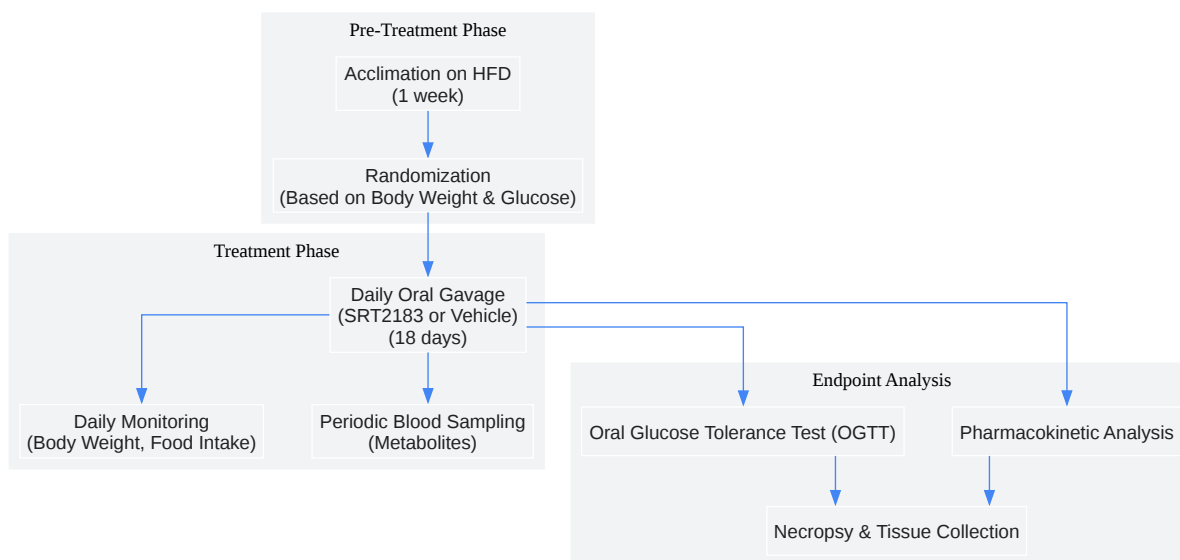 Pre-Treatment Phase
Acclimation on HFD
(1 week)
Randomization
(Based on Body Weight & Glucose)
Treatment Phase
Daily Oral Gavage
(SRT2183 or Vehicle)
(18 days)
Daily Monitoring
(Body Weight, Food Intake)
Periodic Blood Sampling
(Metabolites)
Endpoint Analysis
Oral Glucose Tolerance Test (OGTT)
Pharmacokinetic Analysis
Necropsy & Tissue Collection